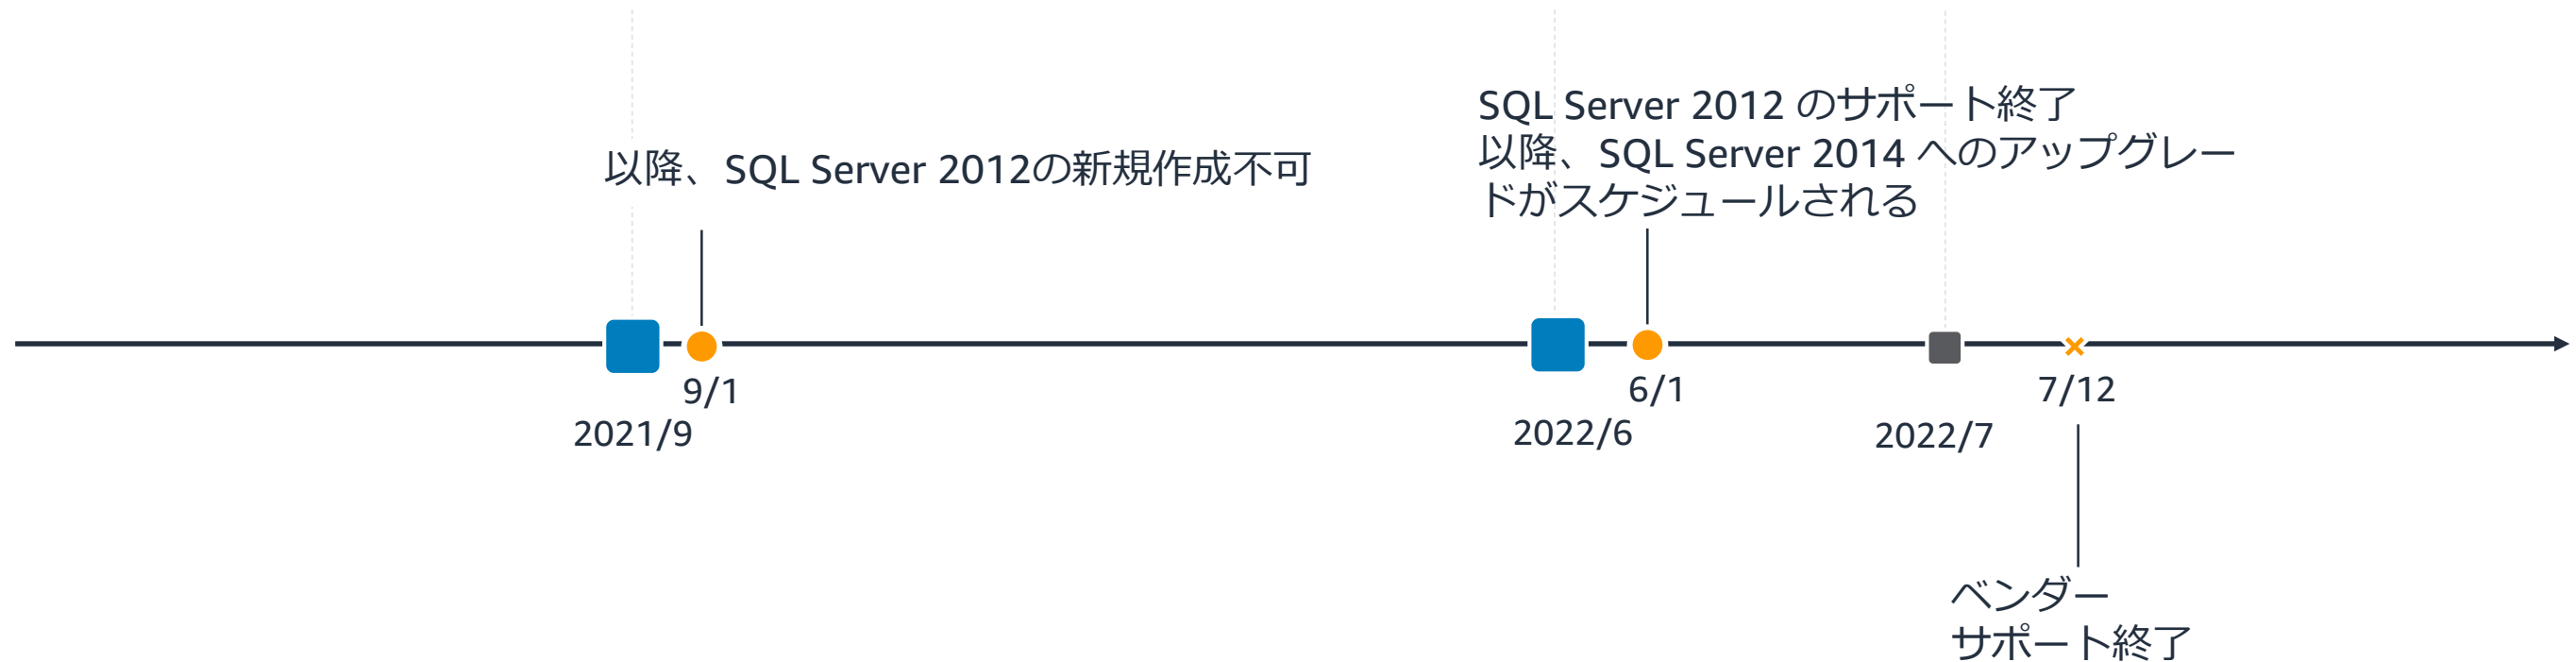 以降、SQL Server 2012の新規作成不可
SQL Server 2012 のサポート終了
以降、SQL Server 2014 へのアップグレー
ドがスケジュールされる
9/1
2021/9
6/1
2022/6
2022/7
7/12
ベンダー
サポート終了